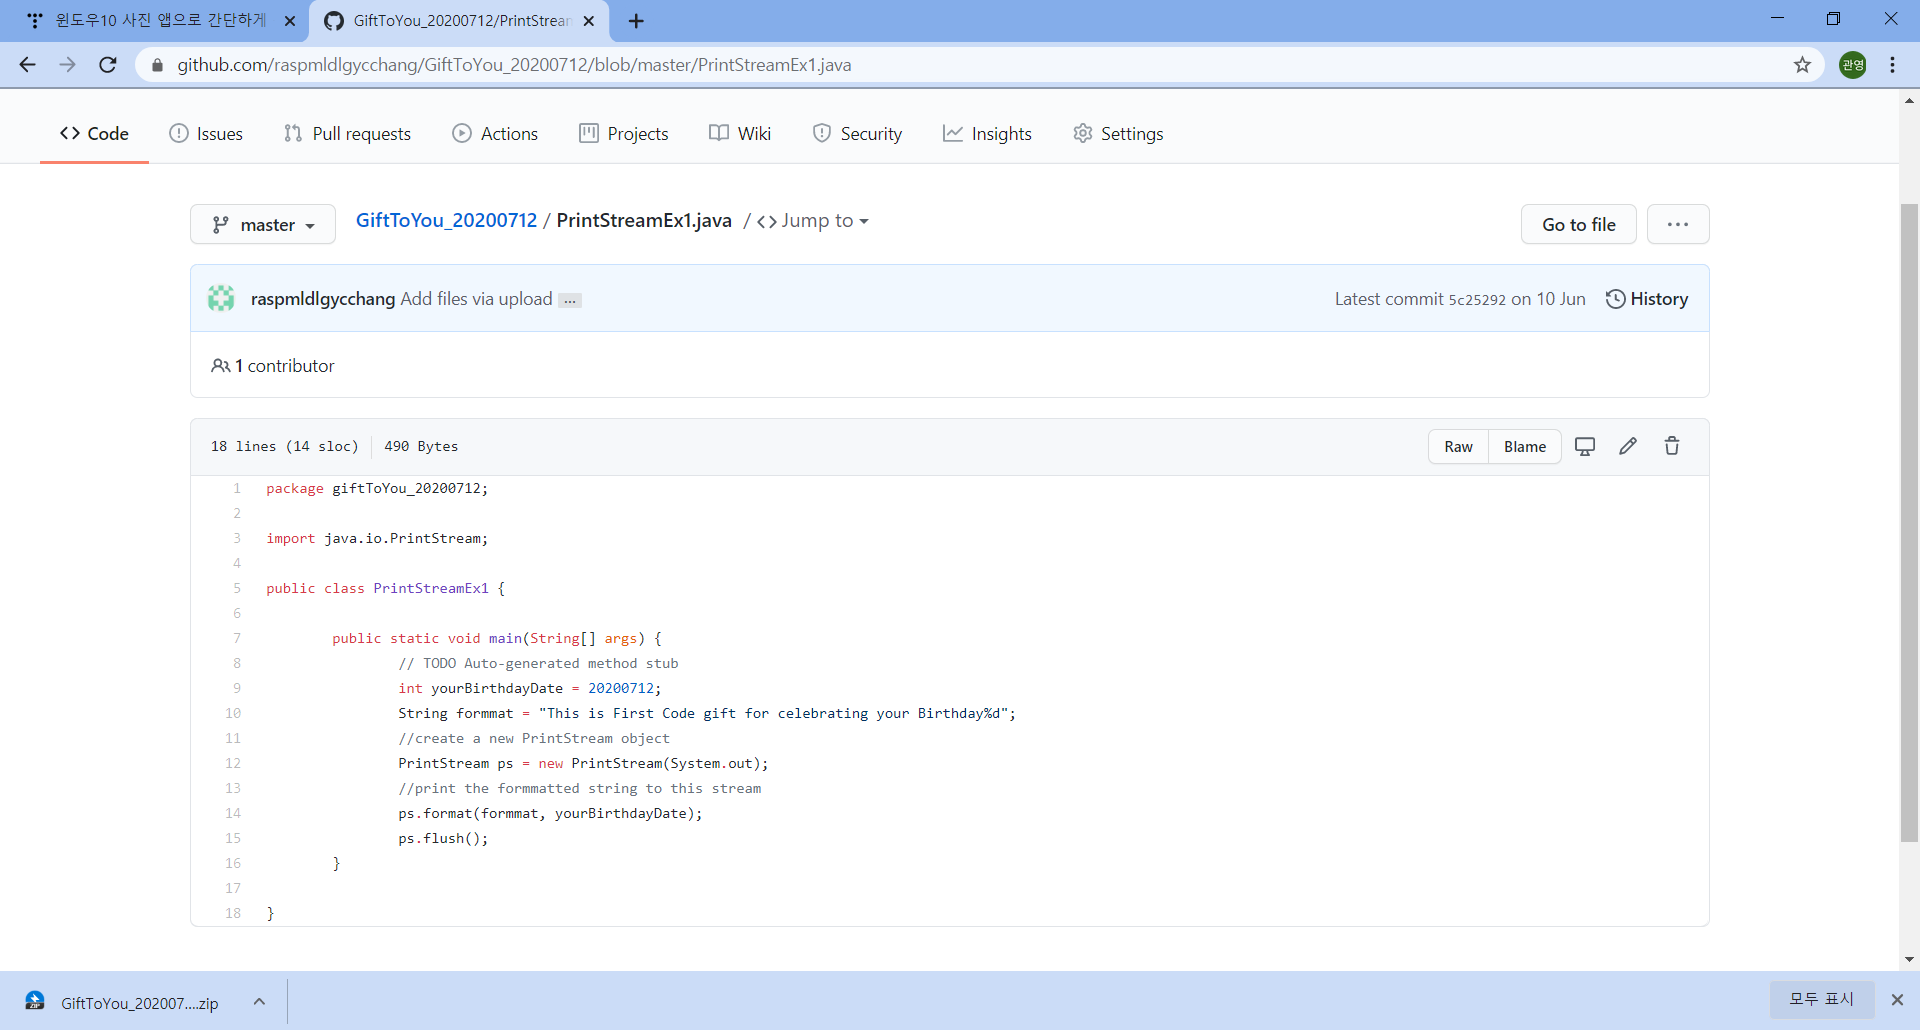 윈도우10 사진 앱으로 간단하게
GiftToYou_20200712/PrintStream
github.com/raspmldlgycchang/GiftToYou_20200712/blob/master/PrintStreamEx1.java
관영
Code Issues Pull requests Actions Projects Wiki Security Insights Settings
master GiftToYou_20200712 / PrintStreamEx1.java / <> Jump to Go to file ...
raspmldlgycchang Add files via upload ... Latest commit 5c25292 on 10 Jun History
1 contributor
18 lines (14 sloc) 490 Bytes Raw Blame
1 package giftToYou_20200712;
2
3 import java.io.PrintStream;
4
5 public class PrintStreamEx1 {
6
7 public static void main(String[] args) {
8 // TODO Auto-generated method stub
9 int yourBirthdayDate = 20200712;
10 String formmat = "This is First Code gift for celebrating your Birthday%d";
11 //create a new PrintStream object
12 PrintStream ps = new PrintStream(System.out);
13 //print the formmatted string to this stream
14 ps.format(formmat, yourBirthdayDate);
15 ps.flush();
16 }
17
18 }
ZIP GiftToYou_202007....zip 모두 표시